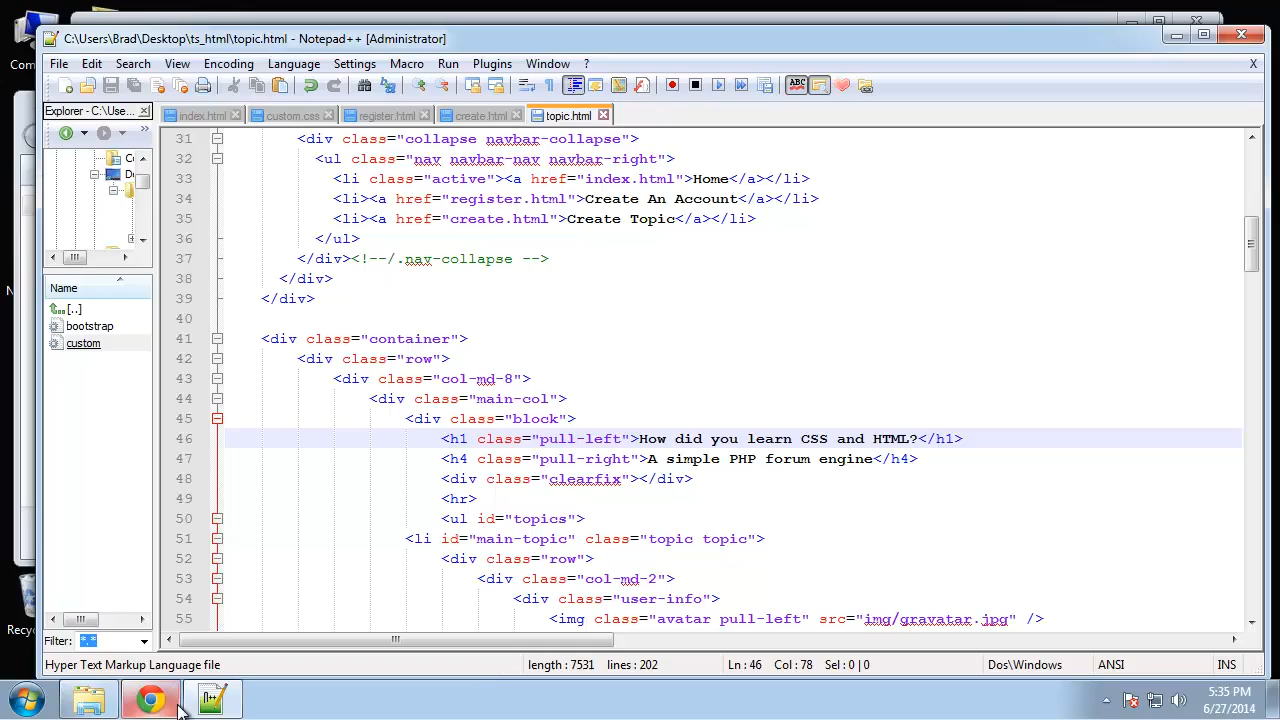 Com
C:\Users\Brad\Desktop\ts_html\topic.html - Notepad++ [Administrator]
File Edit Search View Encoding Language Settings Macro Run Plugins Window ? X
Explorer - C:\Use...
index.html custom.css register.html create.html topic.html
31 <div class="collapse navbar-collapse">
32 <ul class="nav navbar-nav navbar-right">
33 <li class="active"><a href="index.html">Home</a></li>
34 <li><a href="register.html">Create An Account</a></li>
35 <li><a href="create.html">Create Topic</a></li>
36 </ul>
37 </div><!--/.nav-collapse -->
38 </div>
39 </div>
40
41 <div class="container">
42 <div class="row">
43 <div class="col-md-8">
44 <div class="main-col">
45 <div class="block">
46 <h1 class="pull-left">How did you learn CSS and HTML?</h1>
47 <h4 class="pull-right">A simple PHP forum engine</h4>
48 <div class="clearfix"></div>
49 <hr>
50 <ul id="topics">
51 <li id="main-topic" class="topic topic">
52 <div class="row">
53 <div class="col-md-2">
54 <div class="user-info">
55 <img class="avatar pull-left" src="img/gravatar.jpg" />
Name
[..]
bootstrap
custom
Filter: *.*
Recyc
Hyper Text Markup Language file length : 7531 lines : 202 Ln : 46 Col : 78 Sel : 0 | 0 Dos\Windows ANSI INS
5:35 PM
6/27/2014